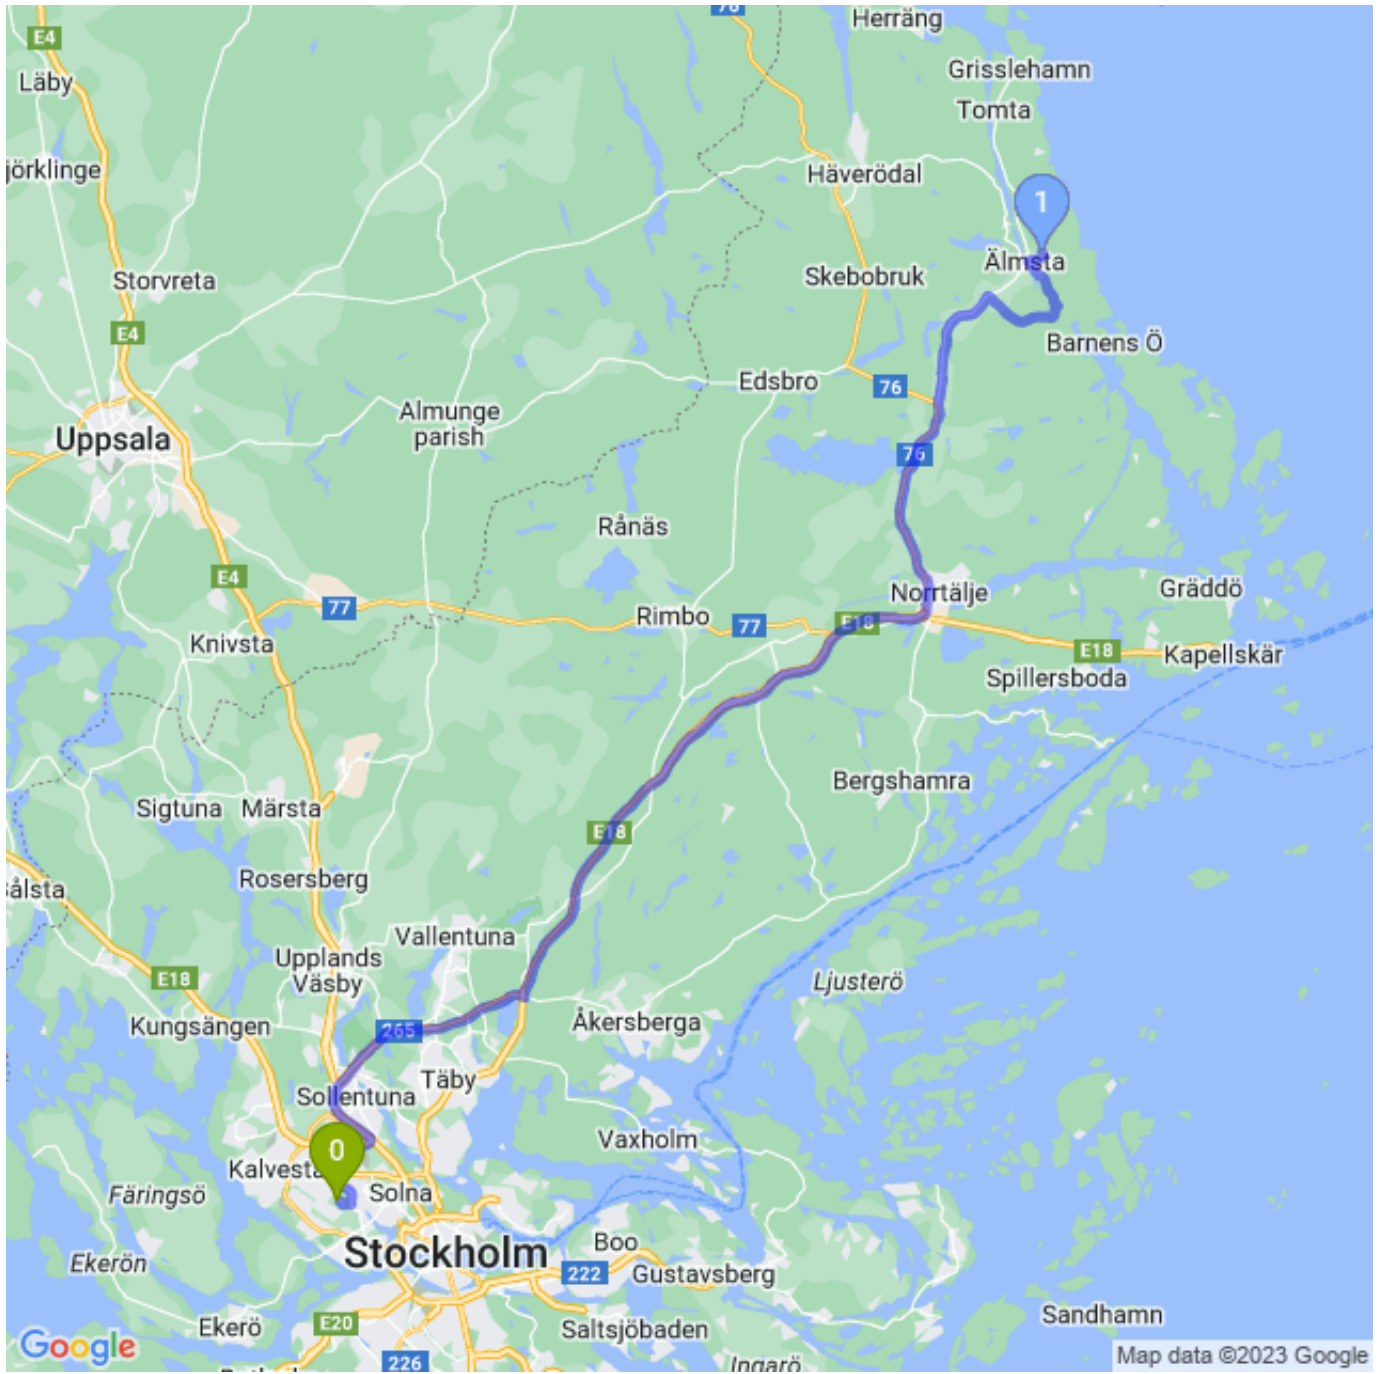 76
Herräng
E4
Grisslehamn
Läby
Tomta
jörklinge
Häverödal
1
Älmsta
Skebobruk
Storvreta
E4
Barnens Ö
Edsbro
76
Almunge
parish
Uppsala
76
Rånäs
E4
Norrtälje
Gräddö
77
Rimbo
77
E18
Knivsta
E18
Kapellskär
Spillersboda
Bergshamra
Sigtuna
Märsta
E18
Rosersberg
ålsta
Vallentuna
Upplands
Väsby
E18
Ljusterö
Kungsängen
265
Åkersberga
Täby
Sollentuna
0
Vaxholm
Kalvesta
Färingsö
Solna
Stockholm
Boo
Ekerön
222
Gustavsberg
Ekerö
E20
Saltsjöbaden
Sandhamn
Google
226
Ingarö
Map data ©2023 Google